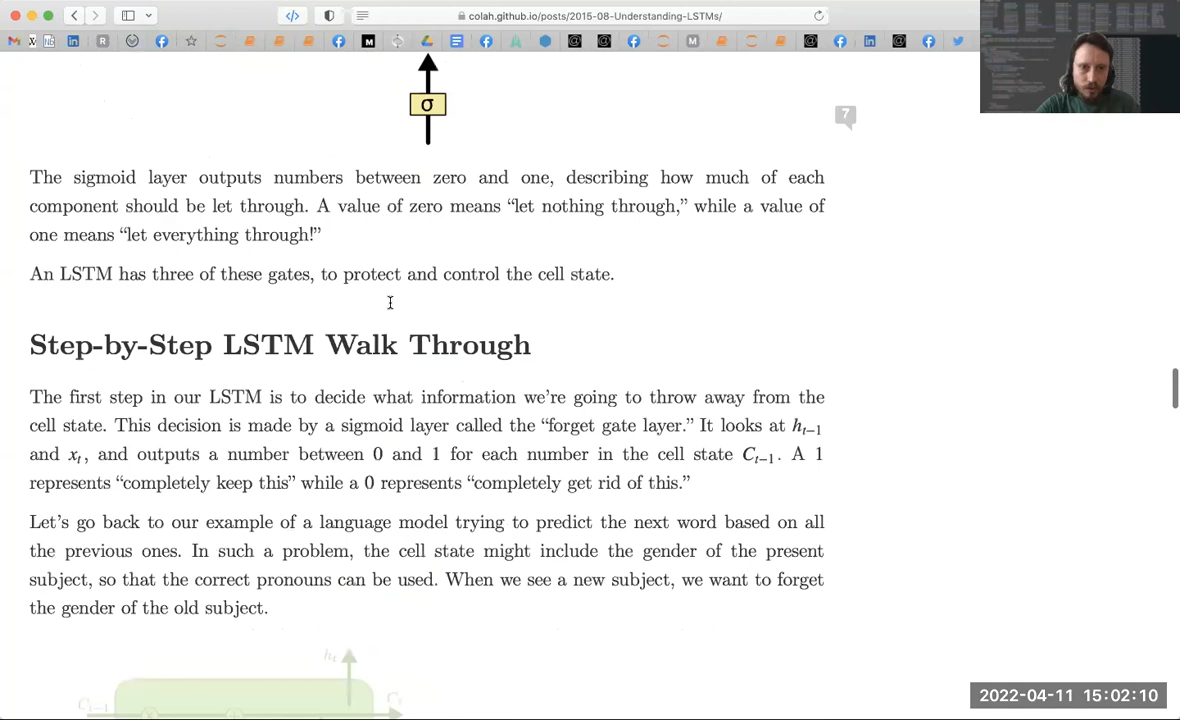 colah.github.io/posts/2015-08-Understanding-LSTMs/
σ
7
The sigmoid layer outputs numbers between zero and one, describing how much of each
component should be let through. A value of zero means “let nothing through,” while a value of
one means “let everything through!”
An LSTM has three of these gates, to protect and control the cell state.
Step-by-Step LSTM Walk Through
The first step in our LSTM is to decide what information we’re going to throw away from the
cell state. This decision is made by a sigmoid layer called the “forget gate layer.” It looks at hₜ₋₁
and xₜ, and outputs a number between 0 and 1 for each number in the cell state Cₜ₋₁. A 1
represents “completely keep this” while a 0 represents “completely get rid of this.”
Let’s go back to our example of a language model trying to predict the next word based on all
the previous ones. In such a problem, the cell state might include the gender of the present
subject, so that the correct pronouns can be used. When we see a new subject, we want to forget
the gender of the old subject.
hₜ
Cₜ₋₁
2022-04-11 15:02:10